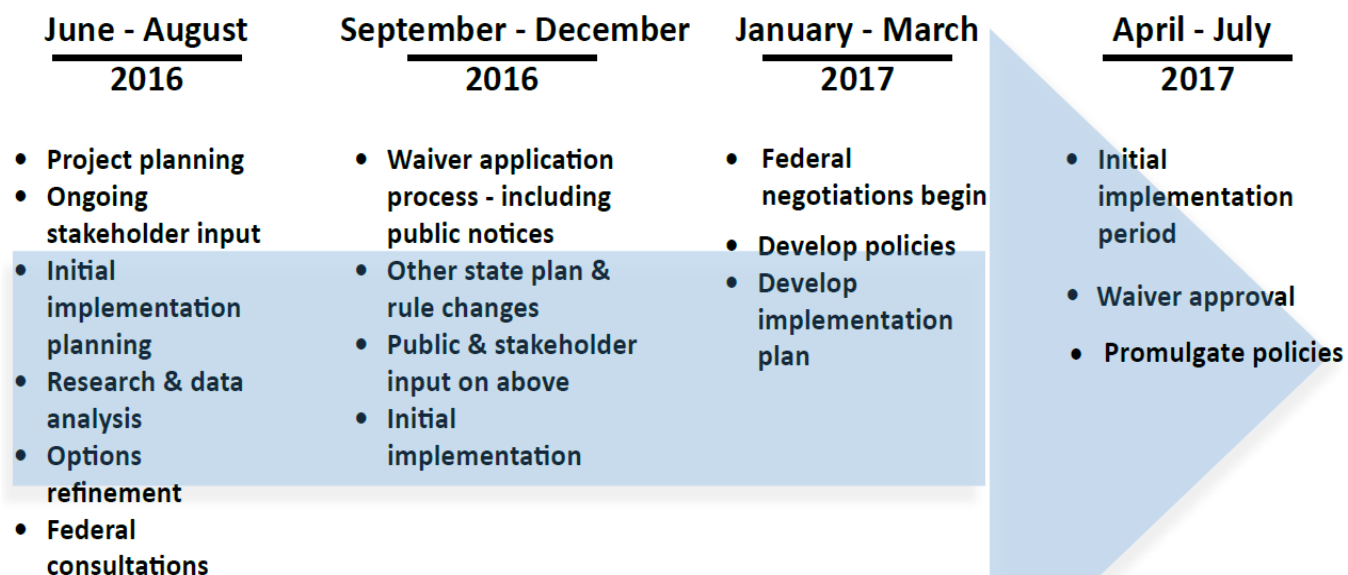 June - August
2016
• Project planning
• Ongoing
stakeholder input
• Initial
implementation
planning
• Research & data
analysis
• Options
refinement
• Federal
consultations
September - December
2016
• Waiver application
process - including
public notices
• Other state plan &
rule changes
• Public & stakeholder
input on above
• Initial
implementation
January - March
2017
• Federal
negotiations begin
• Develop policies
• Develop
implementation
plan
April - July
2017
• Initial
implementation
period
• Waiver approval
• Promulgate policies